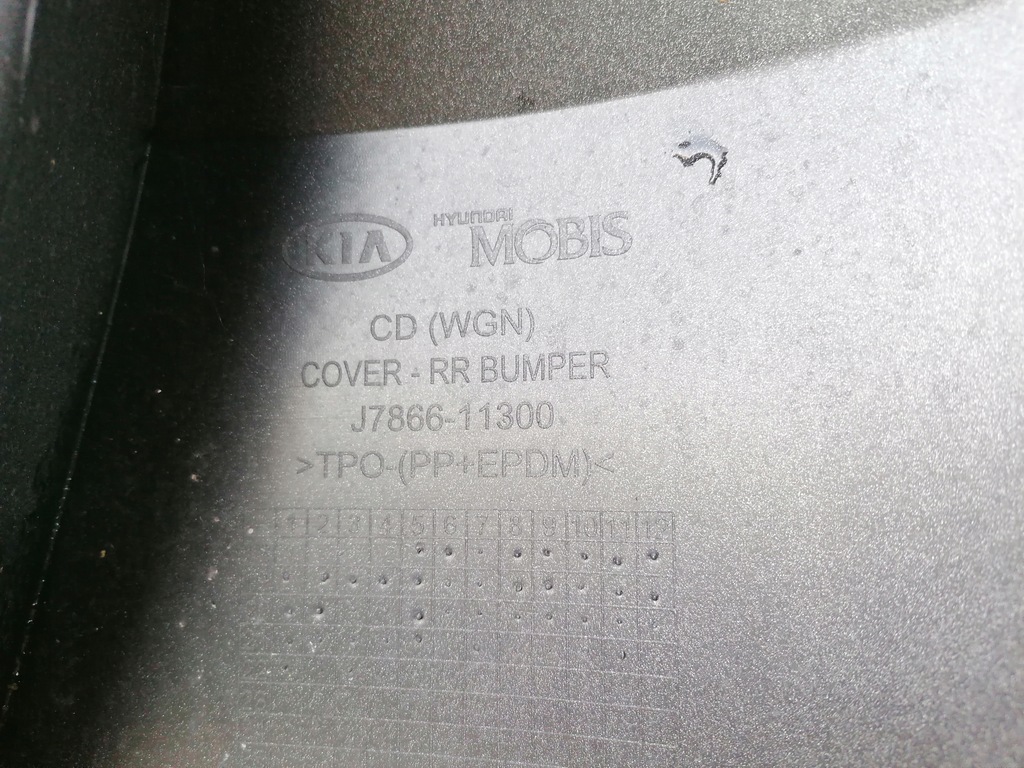 KIA HYUNDAI MOBIS
CD (WGN)
COVER - RR BUMPER
J7866-11300
>TPO-(PP+EPDM)<
1 2 3 4 5 6 7 8 9 10 11 12